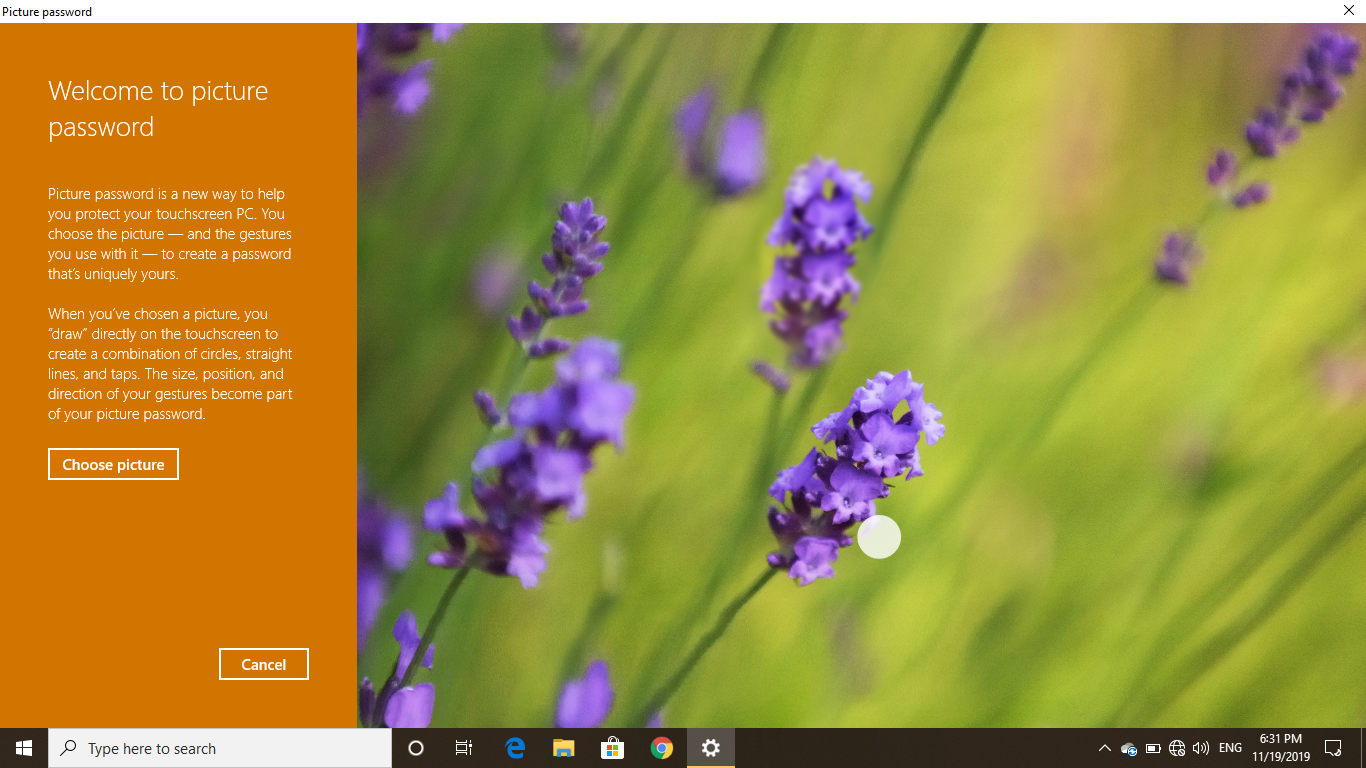 Picture password
Welcome to picture
password
Picture password is a new way to help
you protect your touchscreen PC. You
choose the picture — and the gestures
you use with it — to create a password
that’s uniquely yours.
When you’ve chosen a picture, you
“draw” directly on the touchscreen to
create a combination of circles, straight
lines, and taps. The size, position, and
direction of your gestures become part
of your picture password.
Choose picture
Cancel
Type here to search
ENG
6:31 PM
11/19/2019